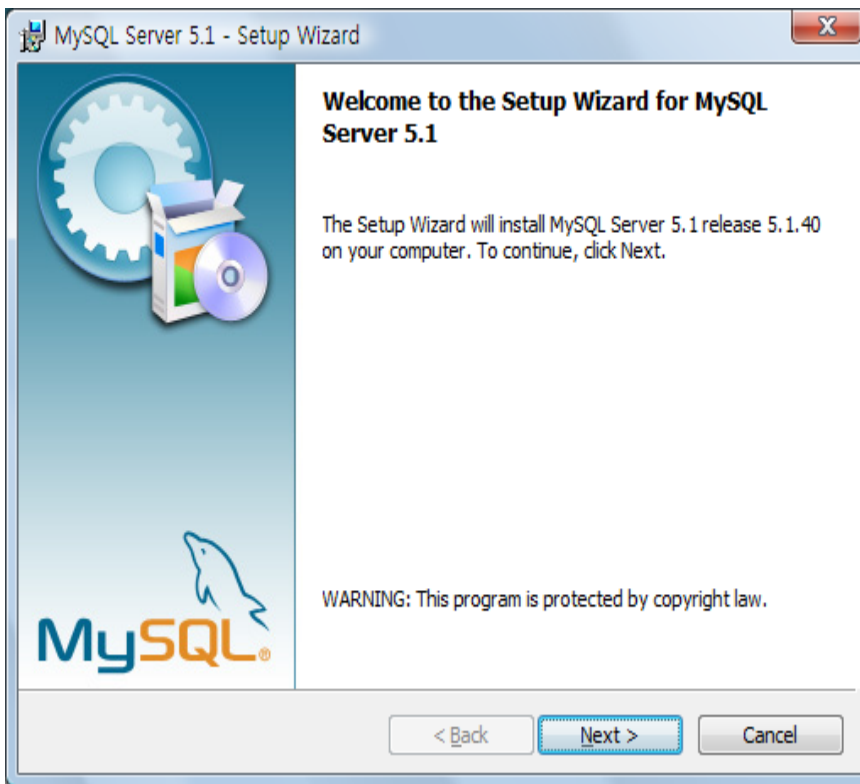 MySQL Server 5.1 - Setup Wizard
Welcome to the Setup Wizard for MySQL
Server 5.1
The Setup Wizard will install MySQL Server 5.1 release 5.1.40
on your computer. To continue, click Next.
WARNING: This program is protected by copyright law.
MySQL®
< Back
Next >
Cancel